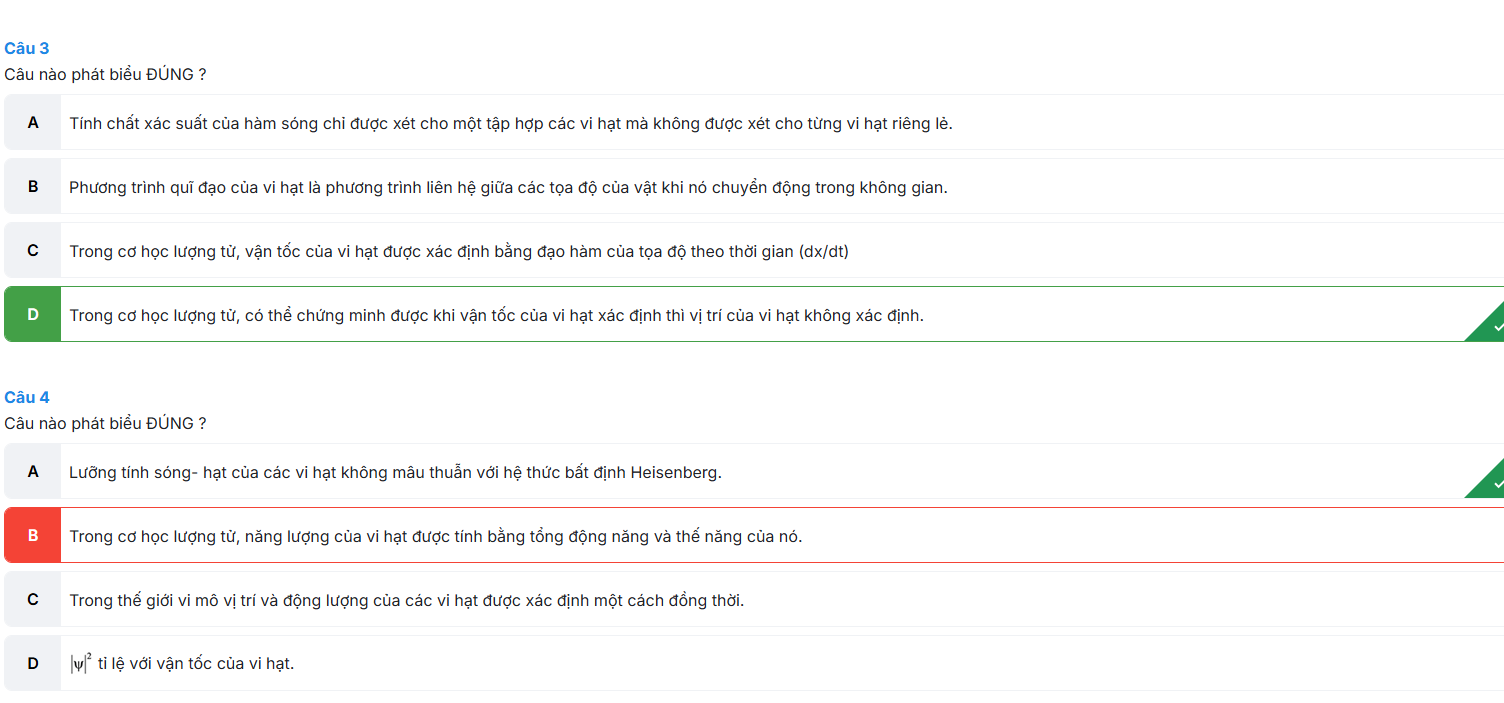 Câu 3
Câu nào phát biểu ĐÚNG ?
A Tính chất xác suất của hàm sóng chỉ được xét cho một tập hợp các vi hạt mà không được xét cho từng vi hạt riêng lẻ.
B Phương trình quĩ đạo của vi hạt là phương trình liên hệ giữa các tọa độ của vật khi nó chuyển động trong không gian.
C Trong cơ học lượng tử, vận tốc của vi hạt được xác định bằng đạo hàm của tọa độ theo thời gian (dx/dt)
D Trong cơ học lượng tử, có thể chứng minh được khi vận tốc của vi hạt xác định thì vị trí của vi hạt không xác định.
Câu 4
Câu nào phát biểu ĐÚNG ?
A Lưỡng tính sóng- hạt của các vi hạt không mâu thuẫn với hệ thức bất định Heisenberg.
B Trong cơ học lượng tử, năng lượng của vi hạt được tính bằng tổng động năng và thế năng của nó.
C Trong thế giới vi mô vị trí và động lượng của các vi hạt được xác định một cách đồng thời.
D |ψ|² tỉ lệ với vận tốc của vi hạt.